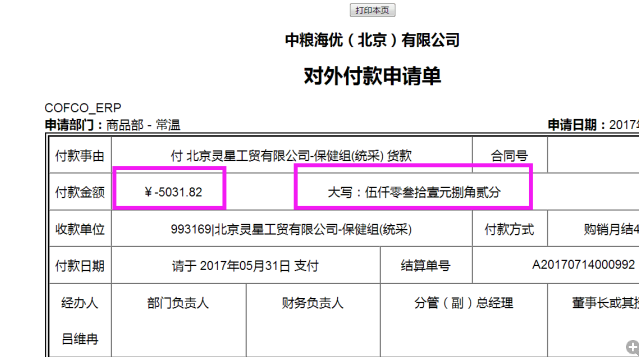 打印本页
中粮海优（北京）有限公司
对外付款申请单
COFCO_ERP
申请部门：商品部 - 常温 申请日期：2017
付款事由 付 北京灵星工贸有限公司-保健组(统采) 货款 合同号
付款金额 ￥-5031.82 大写：伍仟零叁拾壹元捌角贰分
收款单位 993169|北京灵星工贸有限公司-保健组(统采) 付款方式 购销月结4
付款日期 请于 2017年05月31日 支付 结算单号 A20170714000992
经办人 部门负责人 财务负责人 分管（副）总经理 董事长或其
吕维冉